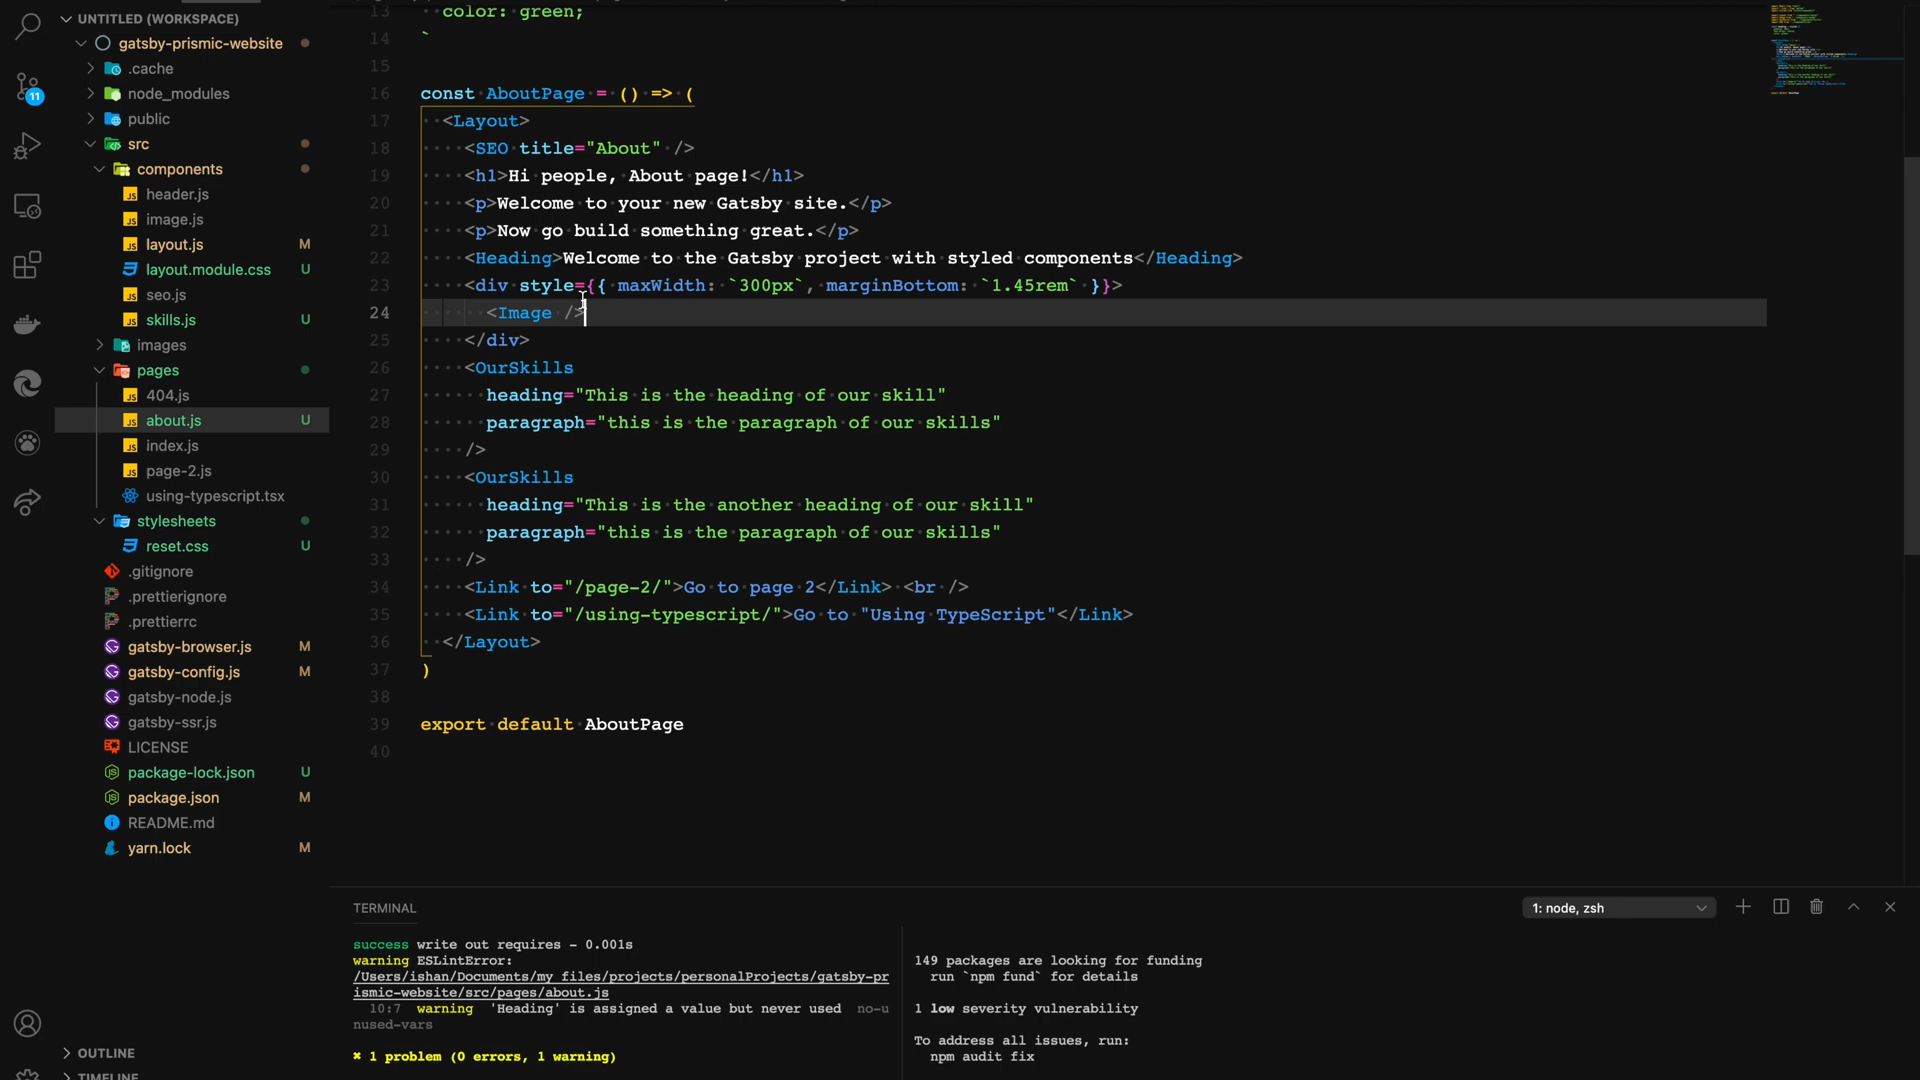 UNTITLED (WORKSPACE)
gatsby-prismic-website
.cache
node_modules
public
src
components
header.js
image.js
layout.js M
layout.module.css U
seo.js
skills.js U
images
pages
404.js
about.js U
index.js
page-2.js
using-typescript.tsx
stylesheets
reset.css U
.gitignore
.prettierignore
.prettierrc
gatsby-browser.js M
gatsby-config.js M
gatsby-node.js
gatsby-ssr.js
LICENSE
package-lock.json U
package.json M
README.md
yarn.lock M
OUTLINE
TIMELINE
11
13 color: green;
14 `
15
16 const AboutPage = () => (
17 <Layout>
18 <SEO title="About" />
19 <h1>Hi people, About page!</h1>
20 <p>Welcome to your new Gatsby site.</p>
21 <p>Now go build something great.</p>
22 <Heading>Welcome to the Gatsby project with styled components</Heading>
23 <div style={{ maxWidth: `300px`, marginBottom: `1.45rem` }}>
24 <Image />
25 </div>
26 <OurSkills
27 heading="This is the heading of our skill"
28 paragraph="this is the paragraph of our skills"
29 />
30 <OurSkills
31 heading="This is the another heading of our skill"
32 paragraph="this is the paragraph of our skills"
33 />
34 <Link to="/page-2/">Go to page 2</Link> <br />
35 <Link to="/using-typescript/">Go to "Using TypeScript"</Link>
36 </Layout>
37 )
38
39 export default AboutPage
40
TERMINAL
1: node, zsh
success write out requires - 0.001s
warning ESLintError:
/Users/ishan/Documents/my files/projects/personalProjects/gatsby-pr
ismic-website/src/pages/about.js
10:7 warning 'Heading' is assigned a value but never used no-u
nused-vars
✖ 1 problem (0 errors, 1 warning)
149 packages are looking for funding
run `npm fund` for details
1 low severity vulnerability
To address all issues, run:
npm audit fix